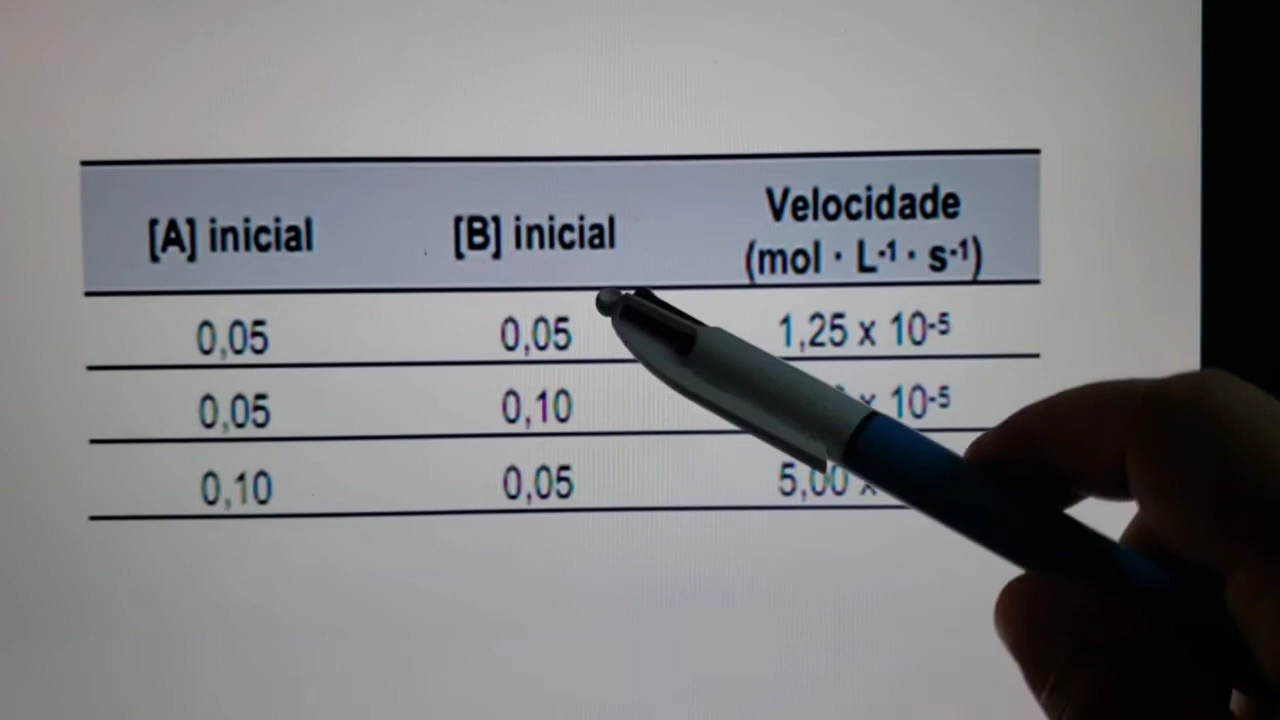 [A] inicial [B] inicial Velocidade
(mol · L-1 · s-1)
0,05 0,05 1,25 x 10-5
0,05 0,10 x 10-5
0,10 0,05 5,00 x